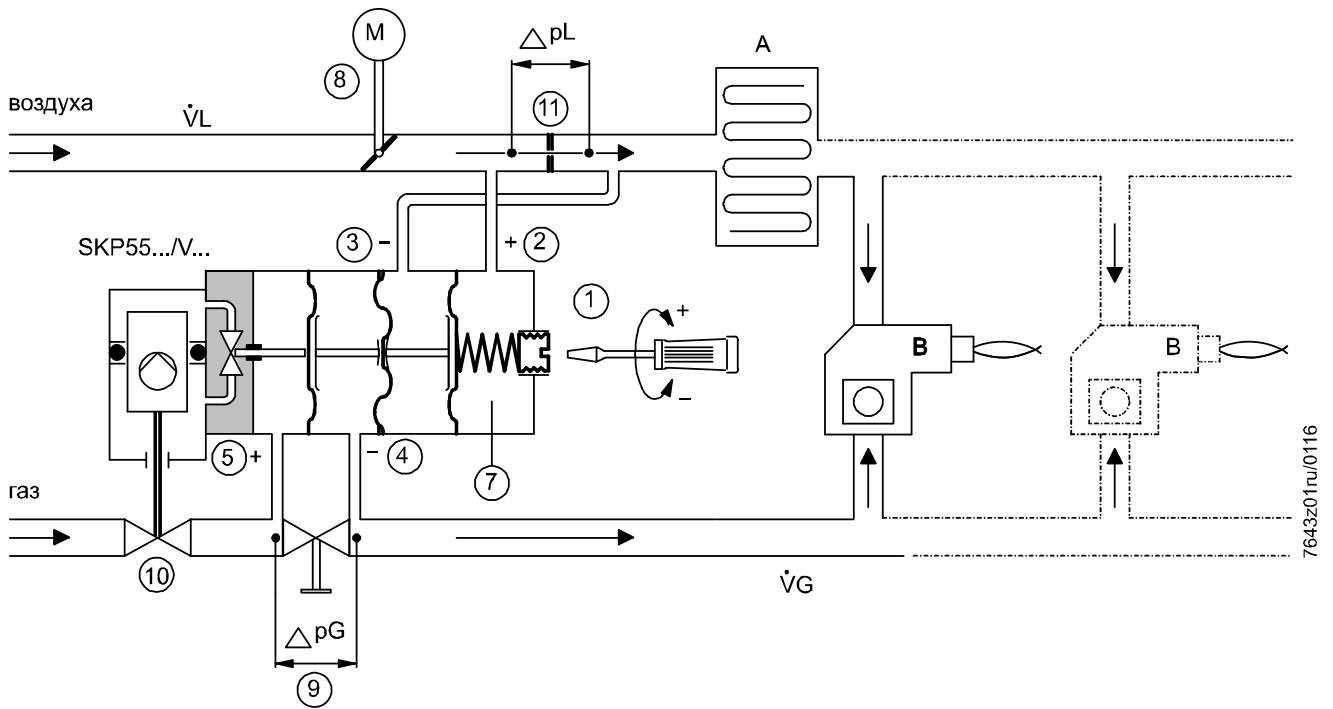 M
△pL
A
8
воздуха
V̇L
11
SKP55.../V...
3 –
+ 2
1
+
–
B
B
5 +
– 4
7
газ
10
V̇G
△pG
9
7643z01ru/0116